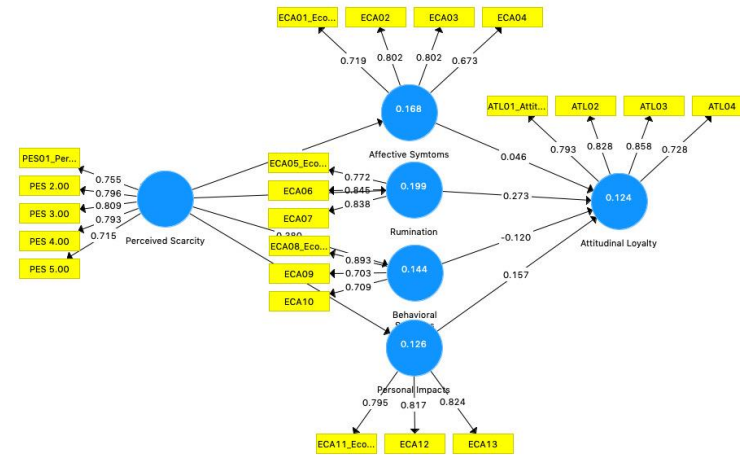 ECA01_Eco...
ECA02
ECA03
ECA04
0.719
0.802
0.802
0.673
0.168
Affective Symtoms
ATL01_Attit...
ATL02
ATL03
ATL04
0.793
0.828
0.858
0.728
0.046
PES01_Per...
PES 2.00
PES 3.00
PES 4.00
PES 5.00
0.755
0.796
0.809
0.793
0.715
Perceived Scarcity
ECA05_Eco...
ECA06
ECA07
0.772
0.845
0.838
0.199
Rumination
0.273
0.124
Attitudinal Loyalty
0.380
ECA08_Eco...
ECA09
ECA10
0.893
0.703
0.709
0.144
Behavioral
-0.120
0.157
0.126
Personal Impacts
0.795
0.817
0.824
ECA11_Eco...
ECA12
ECA13